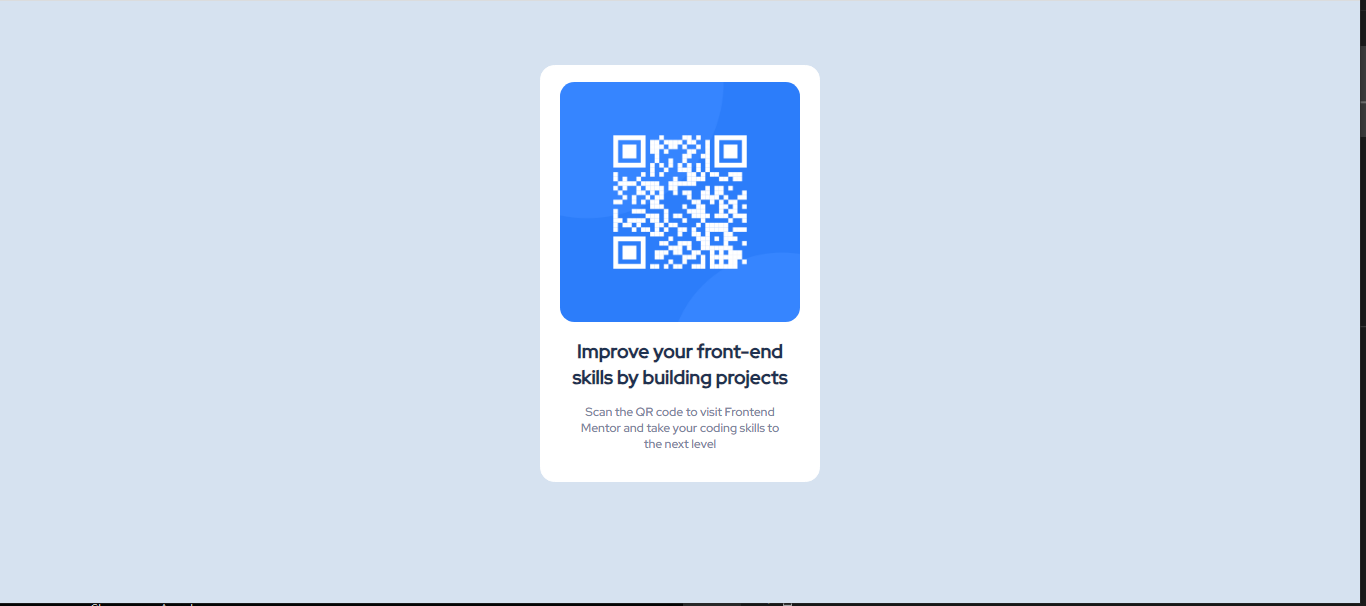 Improve your front-end
skills by building projects
Scan the QR code to visit Frontend
Mentor and take your coding skills to
the next level